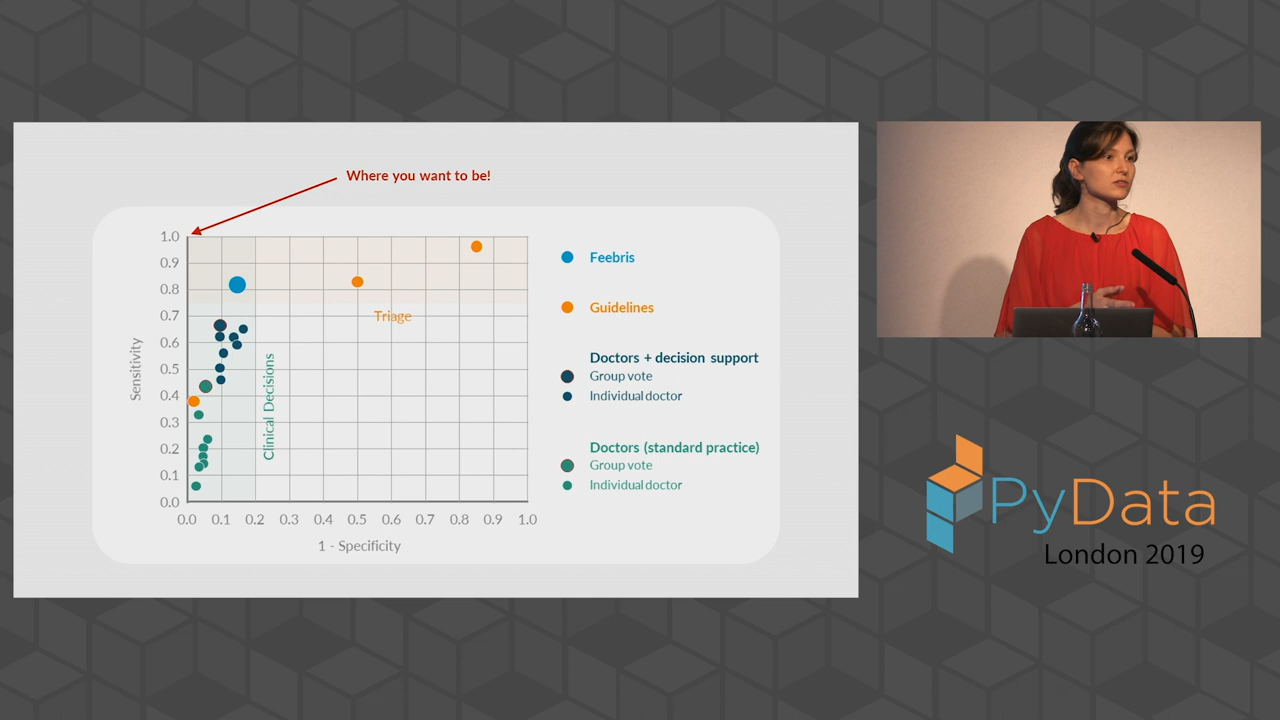 Where you want to be!
1.0
0.9
0.8
0.7
0.6
0.5
0.4
0.3
0.2
0.1
0.0
Sensitivity
Triage
Clinical Decisions
0.0 0.1 0.2 0.3 0.4 0.5 0.6 0.7 0.8 0.9 1.0
1 - Specificity
Feebris
Guidelines
Doctors + decision support
Group vote
Individual doctor
Doctors (standard practice)
Group vote
Individual doctor
PyData
London 2019